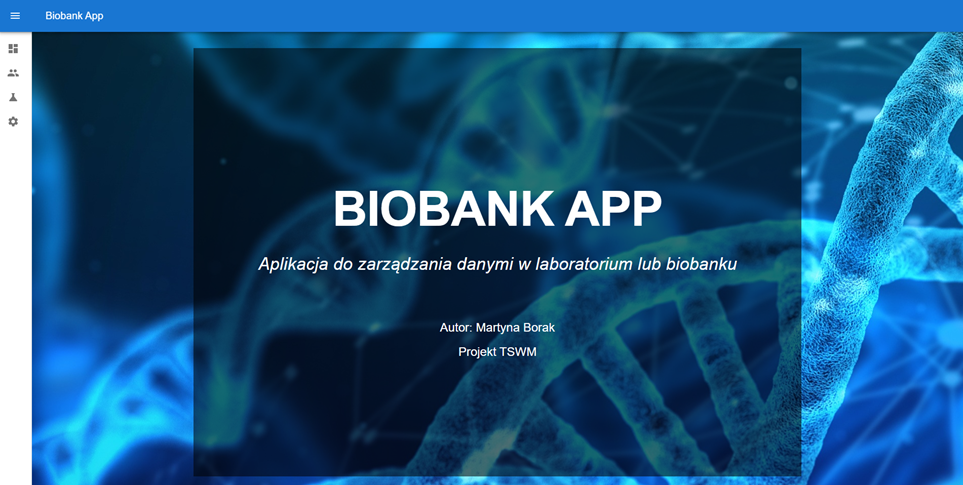 Biobank App
BIOBANK APP
Aplikacja do zarządzania danymi w laboratorium lub biobanku
Autor: Martyna Borak
Projekt TSWM